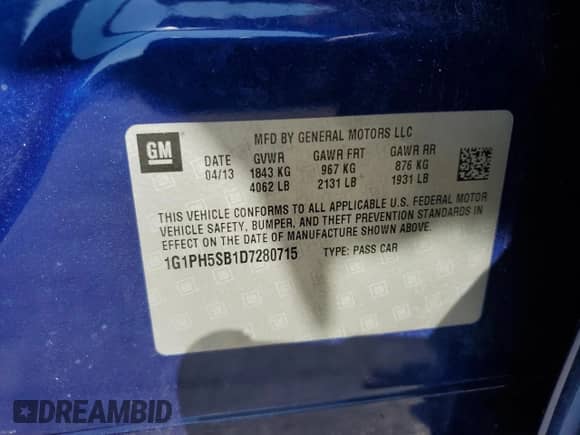 GM
MFD BY GENERAL MOTORS LLC
DATE GVWR GAWR FRT GAWR RR
04/13 1843 KG 967 KG 876 KG
4062 LB 2131 LB 1931 LB
THIS VEHICLE CONFORMS TO ALL APPLICABLE U.S. FEDERAL MOTOR
VEHICLE SAFETY, BUMPER, AND THEFT PREVENTION STANDARDS IN
EFFECT ON THE DATE OF MANUFACTURE SHOWN ABOVE.
1G1PH5SB1D7280715 TYPE: PASS CAR
DREAMBID